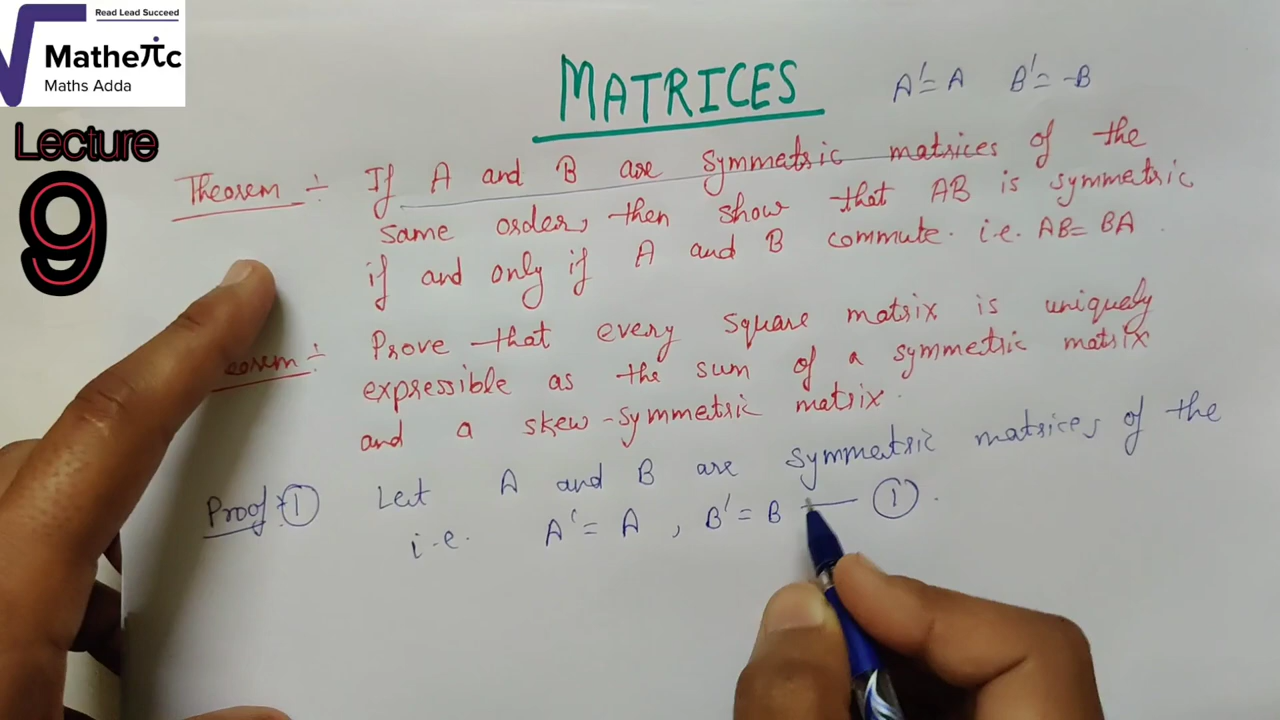 Read Lead Succeed
Matheπc
Maths Adda
Lecture
9
MATRICES
A' = A B' = -B
Theorem ÷ If A and B are symmetric matrices of the
same order, then show that AB is symmetric
if and only if A and B commute. i.e. AB = BA.
eorem ÷ Prove that every square matrix is uniquely
expressible as the sum of a symmetric matrix
and a skew-symmetric matrix.
Proof ÷ ① Let A and B are symmetric matrices of the
i.e. A' = A, B' = B — ①.